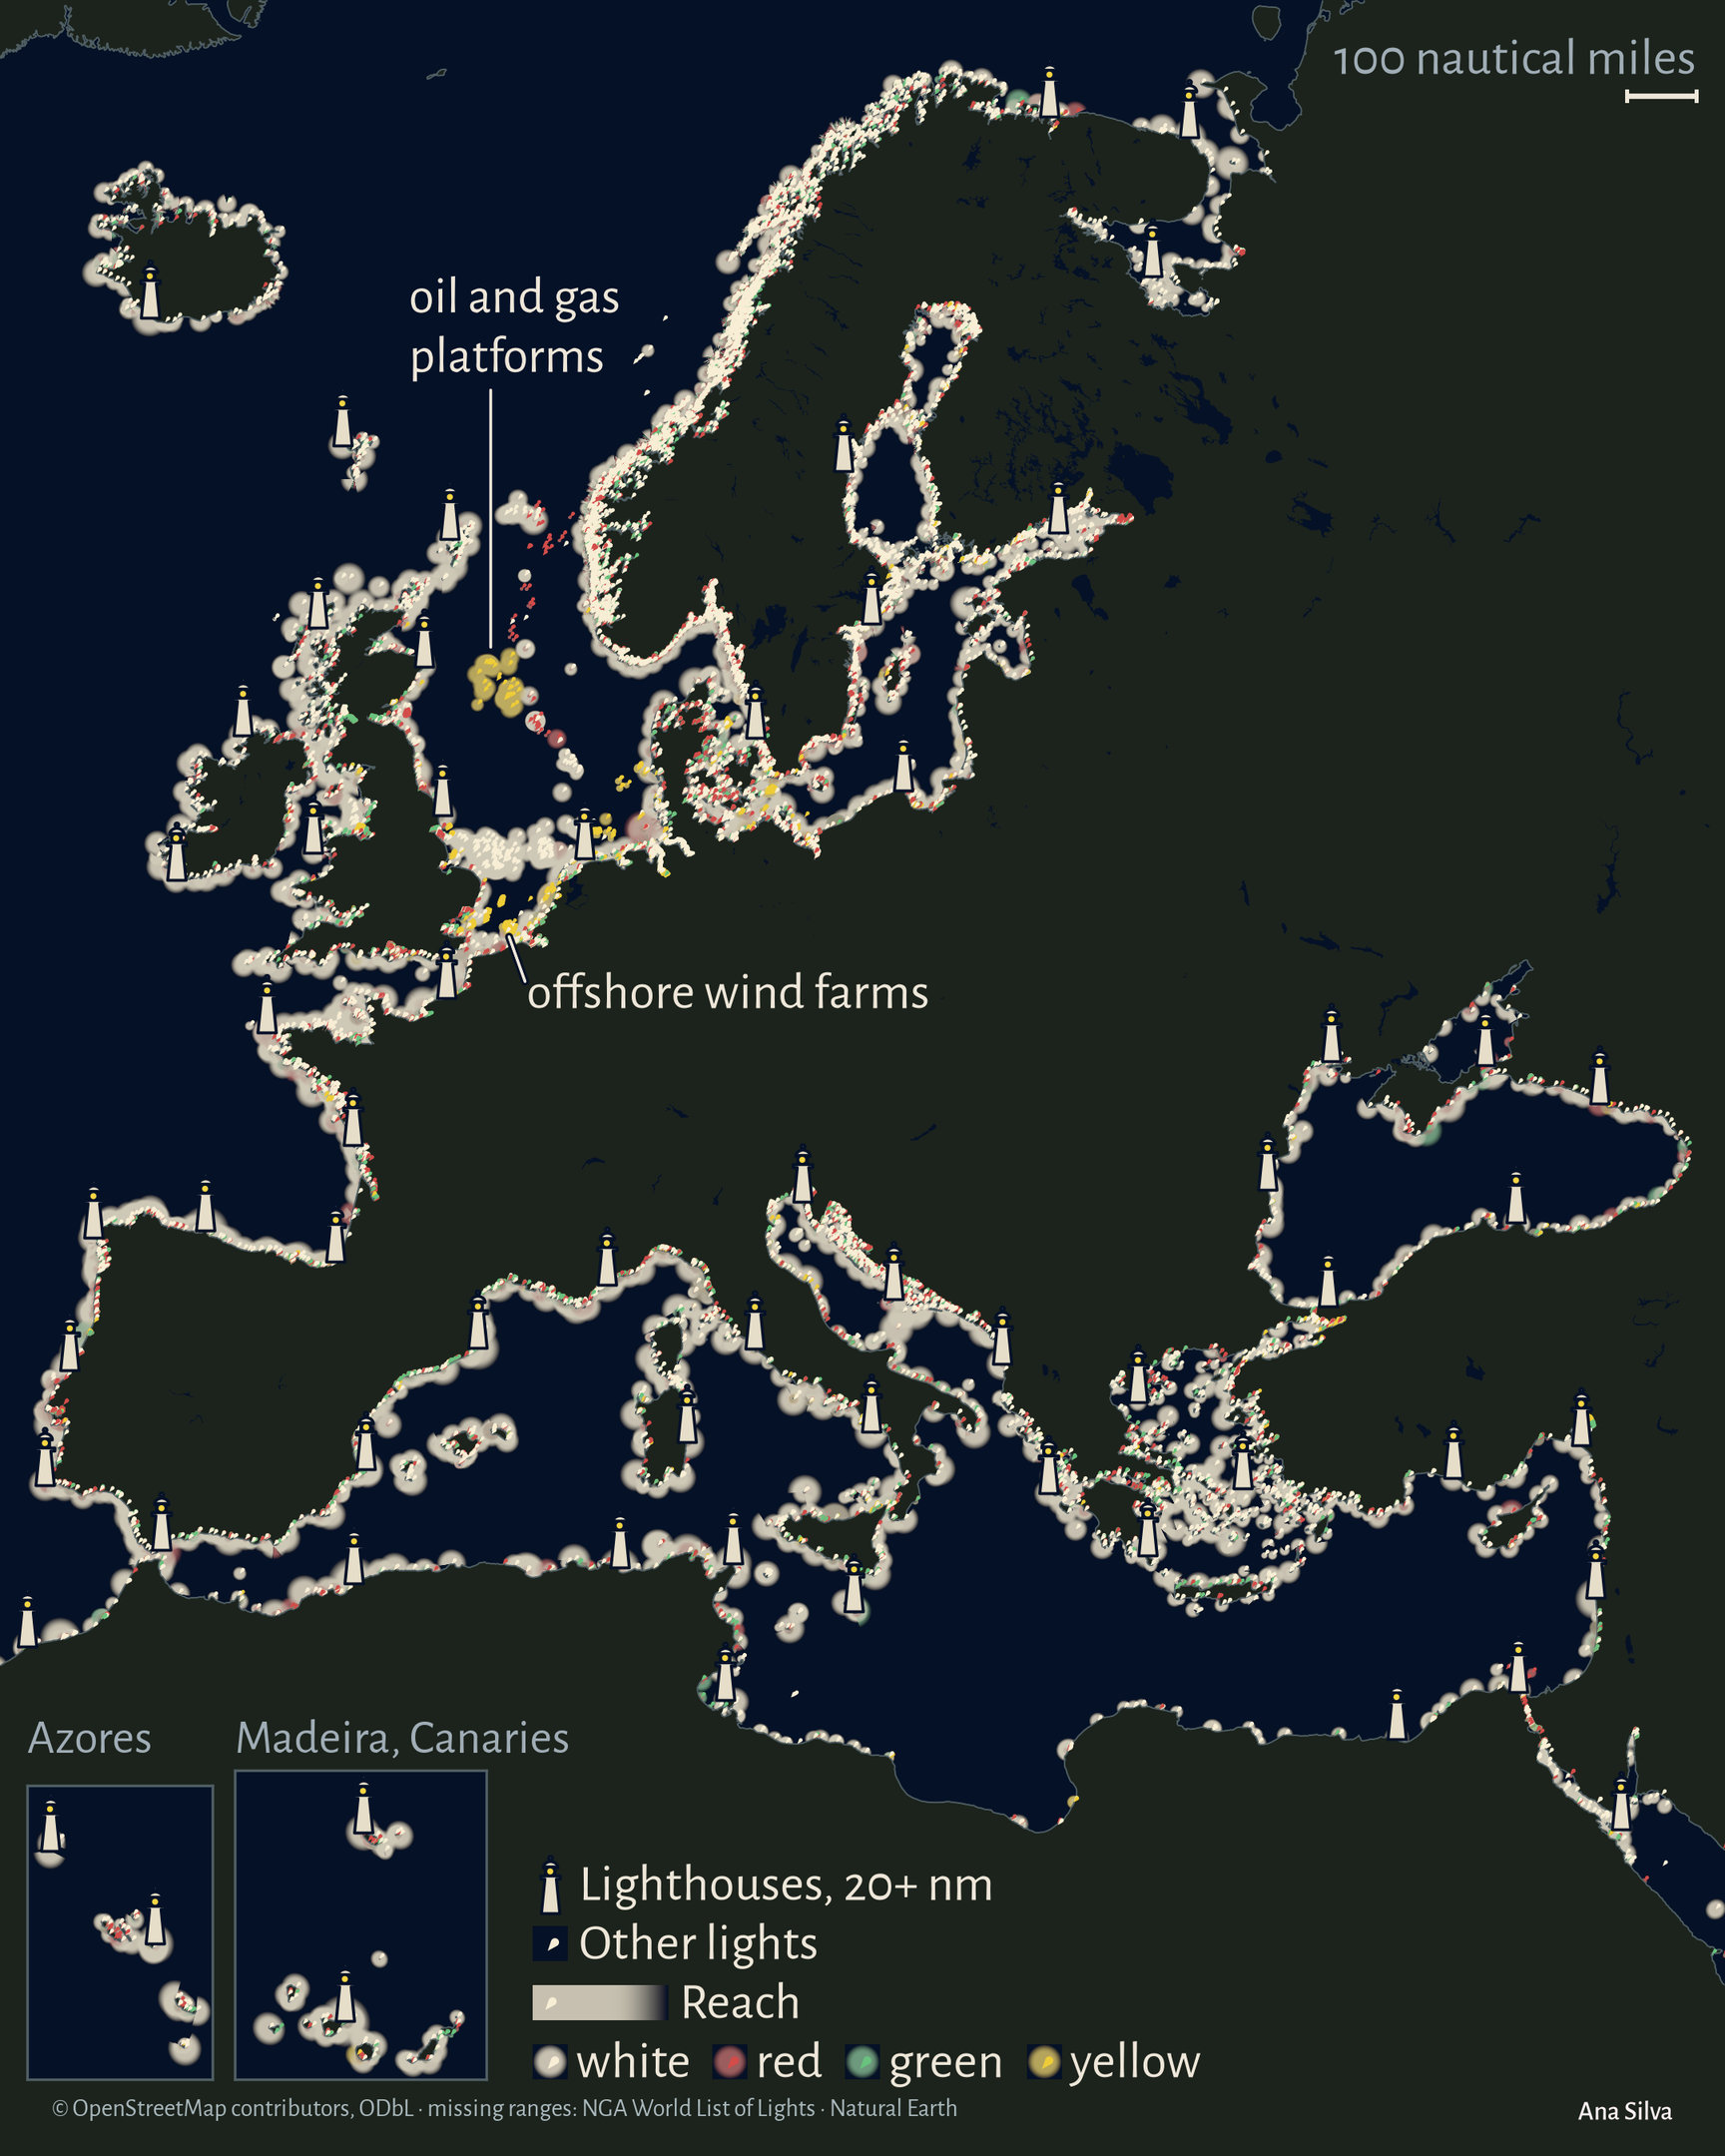 100 nautical miles
oil and gas
platforms
offshore wind farms
Azores
Madeira, Canaries
Lighthouses, 20+ nm
Other lights
Reach
white red green yellow
© OpenStreetMap contributors, ODbL · missing ranges: NGA World List of Lights · Natural Earth
Ana Silva